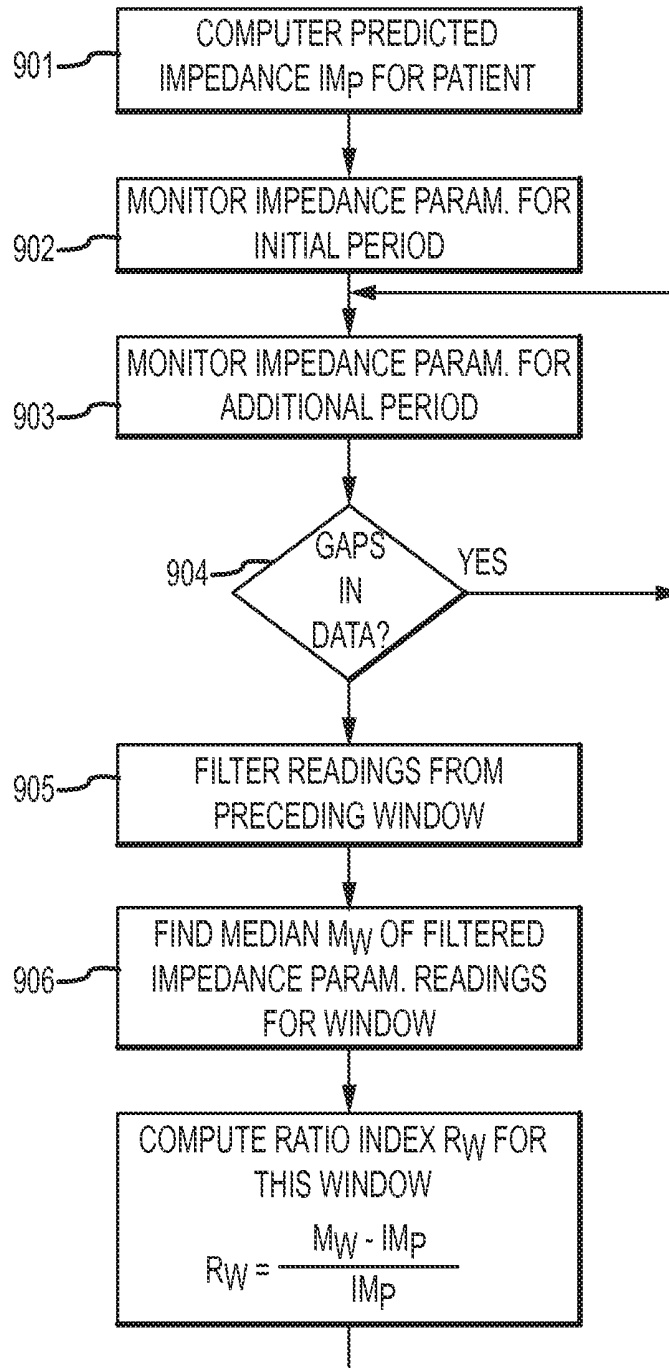 901
COMPUTER PREDICTED
IMPEDANCE IMP FOR PATIENT
902
MONITOR IMPEDANCE PARAM. FOR
INITIAL PERIOD
903
MONITOR IMPEDANCE PARAM. FOR
ADDITIONAL PERIOD
904
GAPS
IN
DATA?
YES
905
FILTER READINGS FROM
PRECEDING WINDOW
906
FIND MEDIAN MW OF FILTERED
IMPEDANCE PARAM. READINGS
FOR WINDOW
COMPUTE RATIO INDEX RW FOR
THIS WINDOW
RW = MW - IMP
IMP